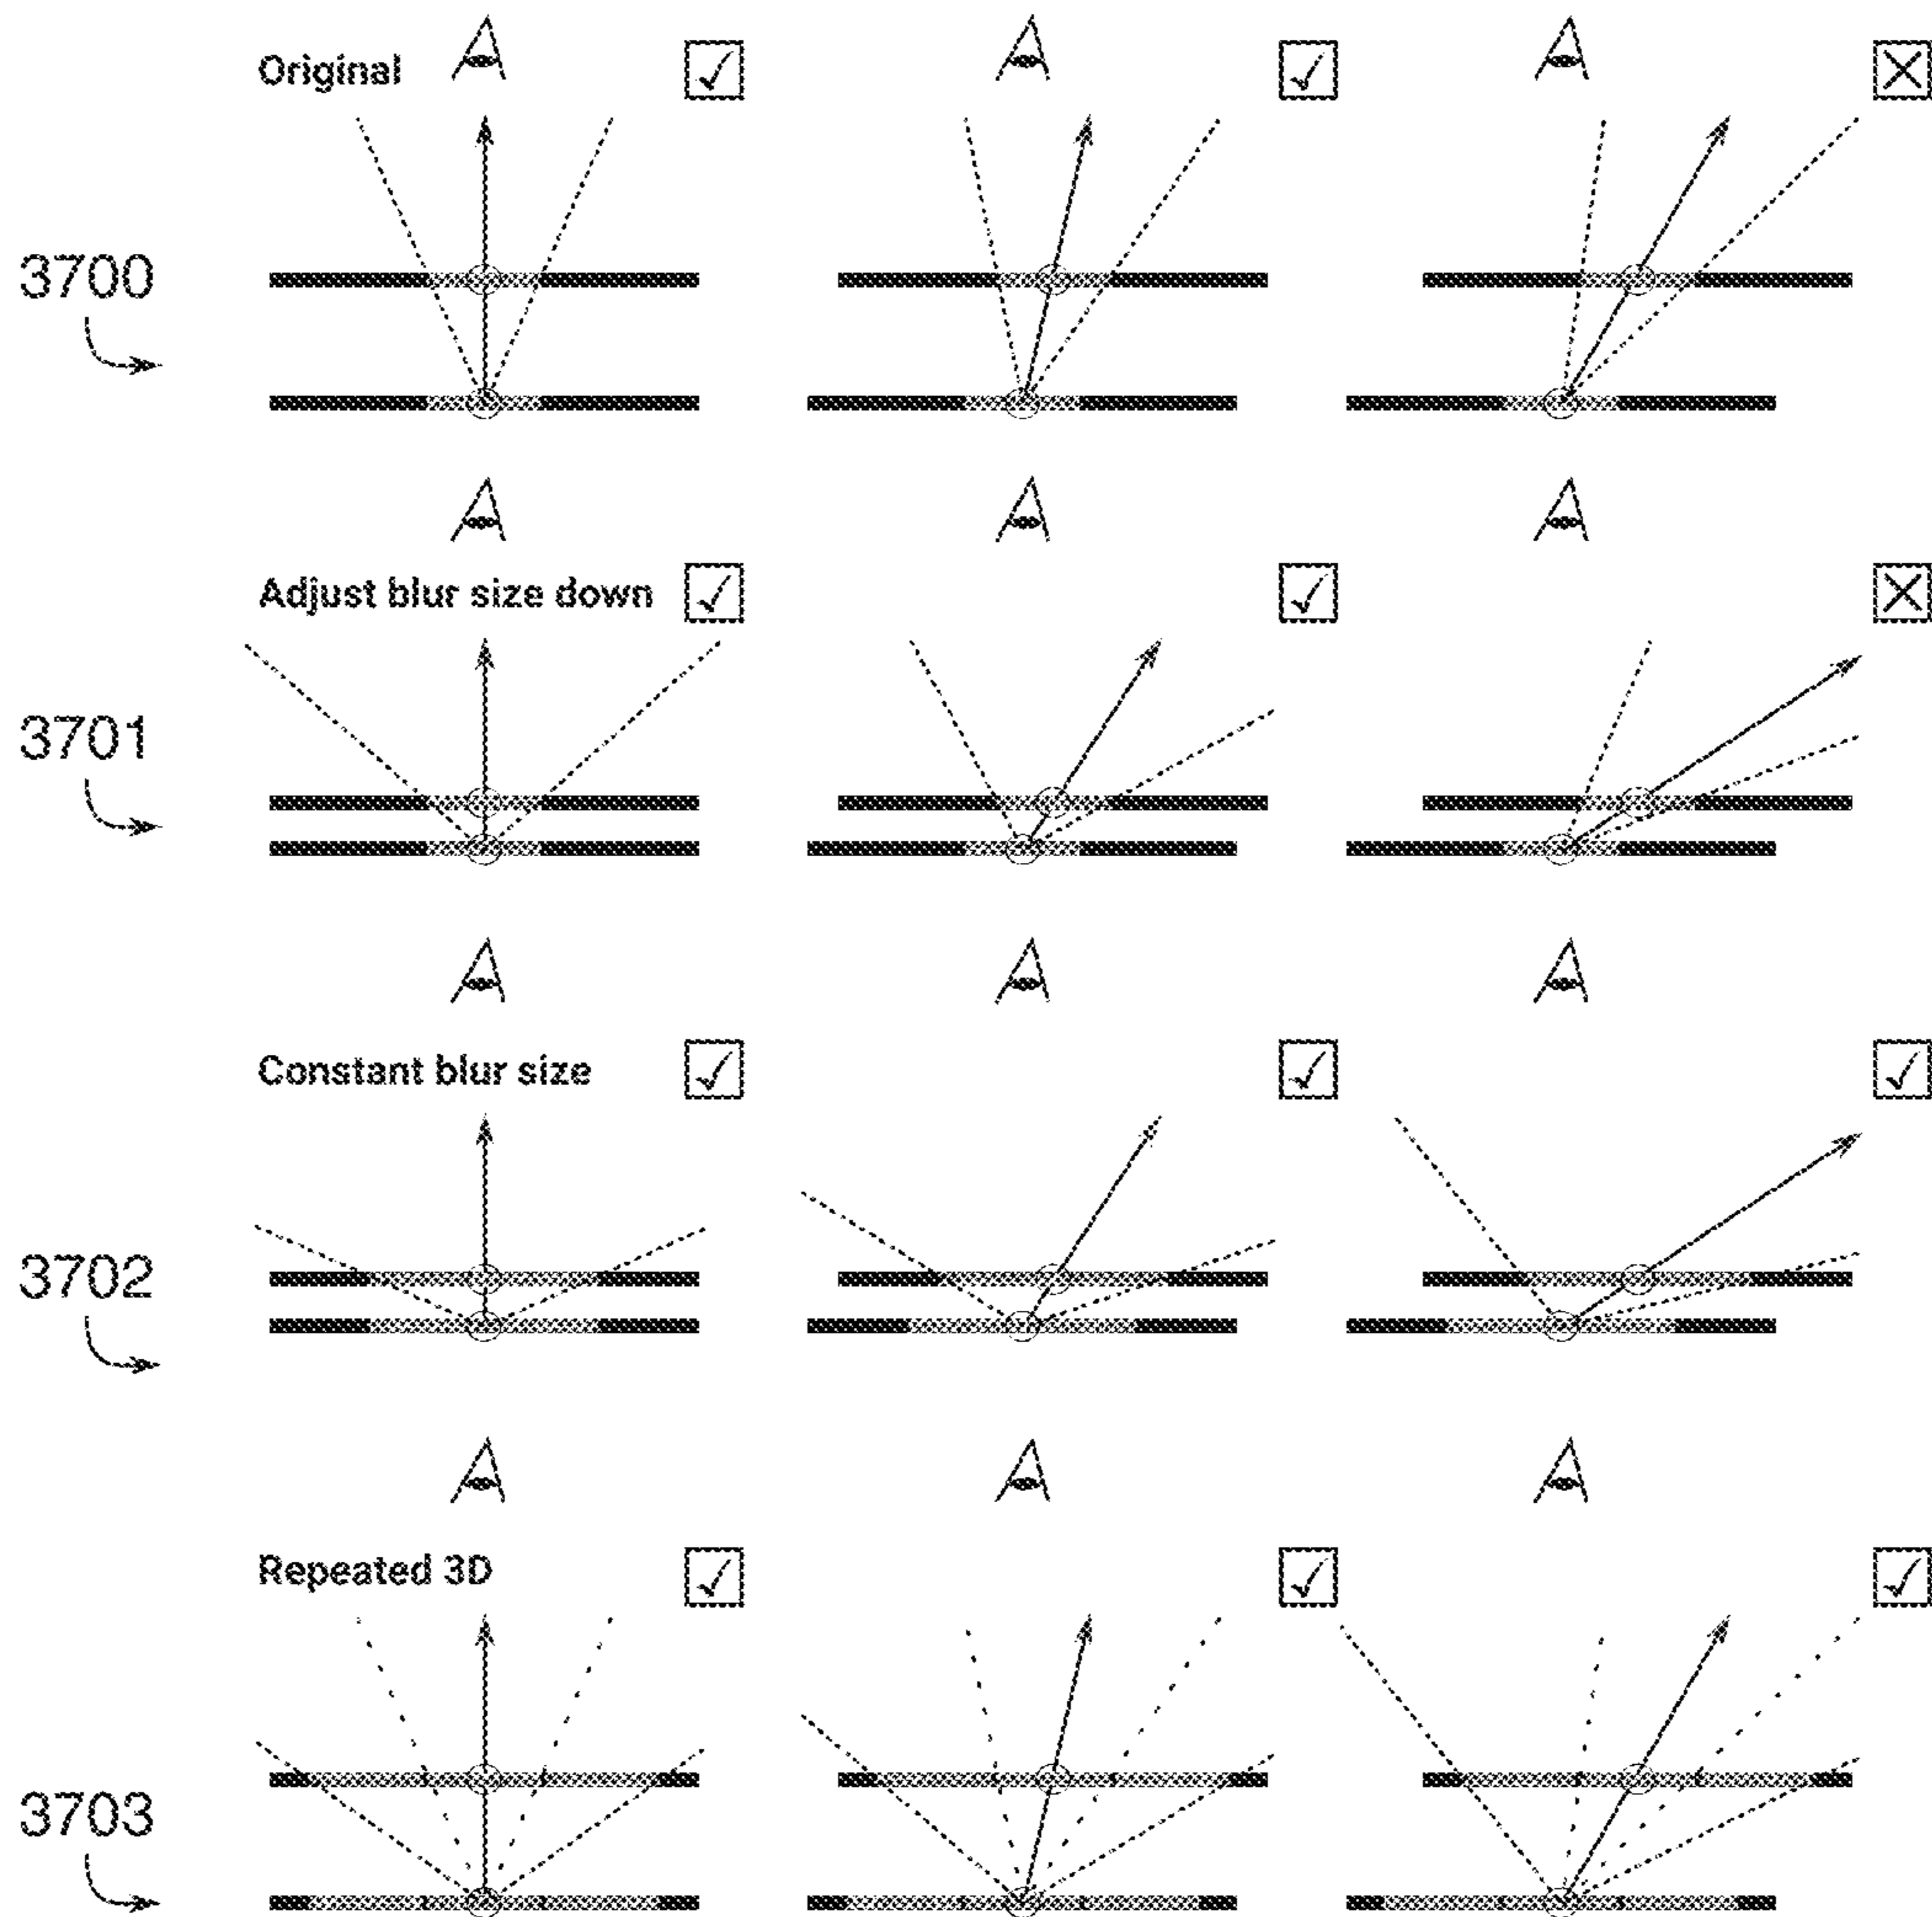 Original
3700
Adjust blur size down
3701
Constant blur size
3702
Repeated 3D
3703